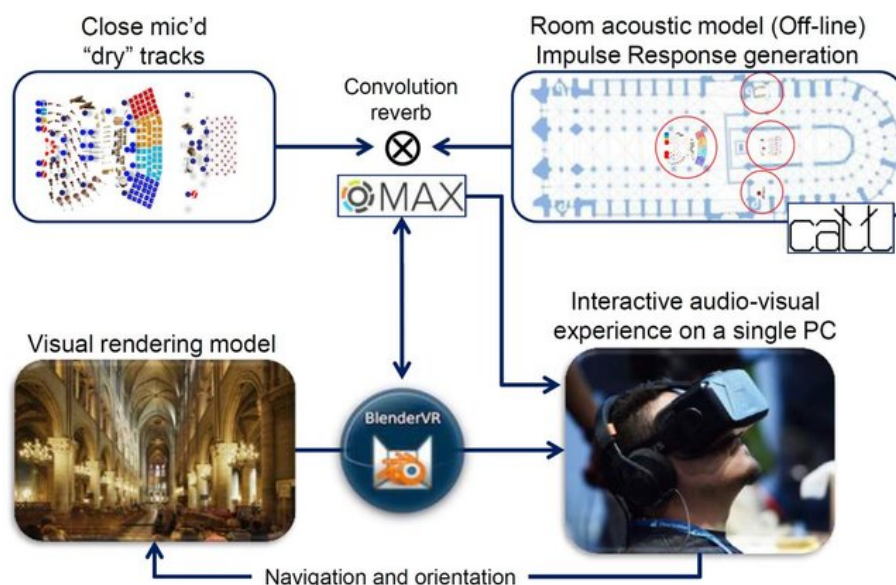 Close mic’d
“dry” tracks
Room acoustic model (Off-line)
Impulse Response generation
Convolution
reverb
MAX
catt
Visual rendering model
Interactive audio-visual
experience on a single PC
BlenderVR
Navigation and orientation